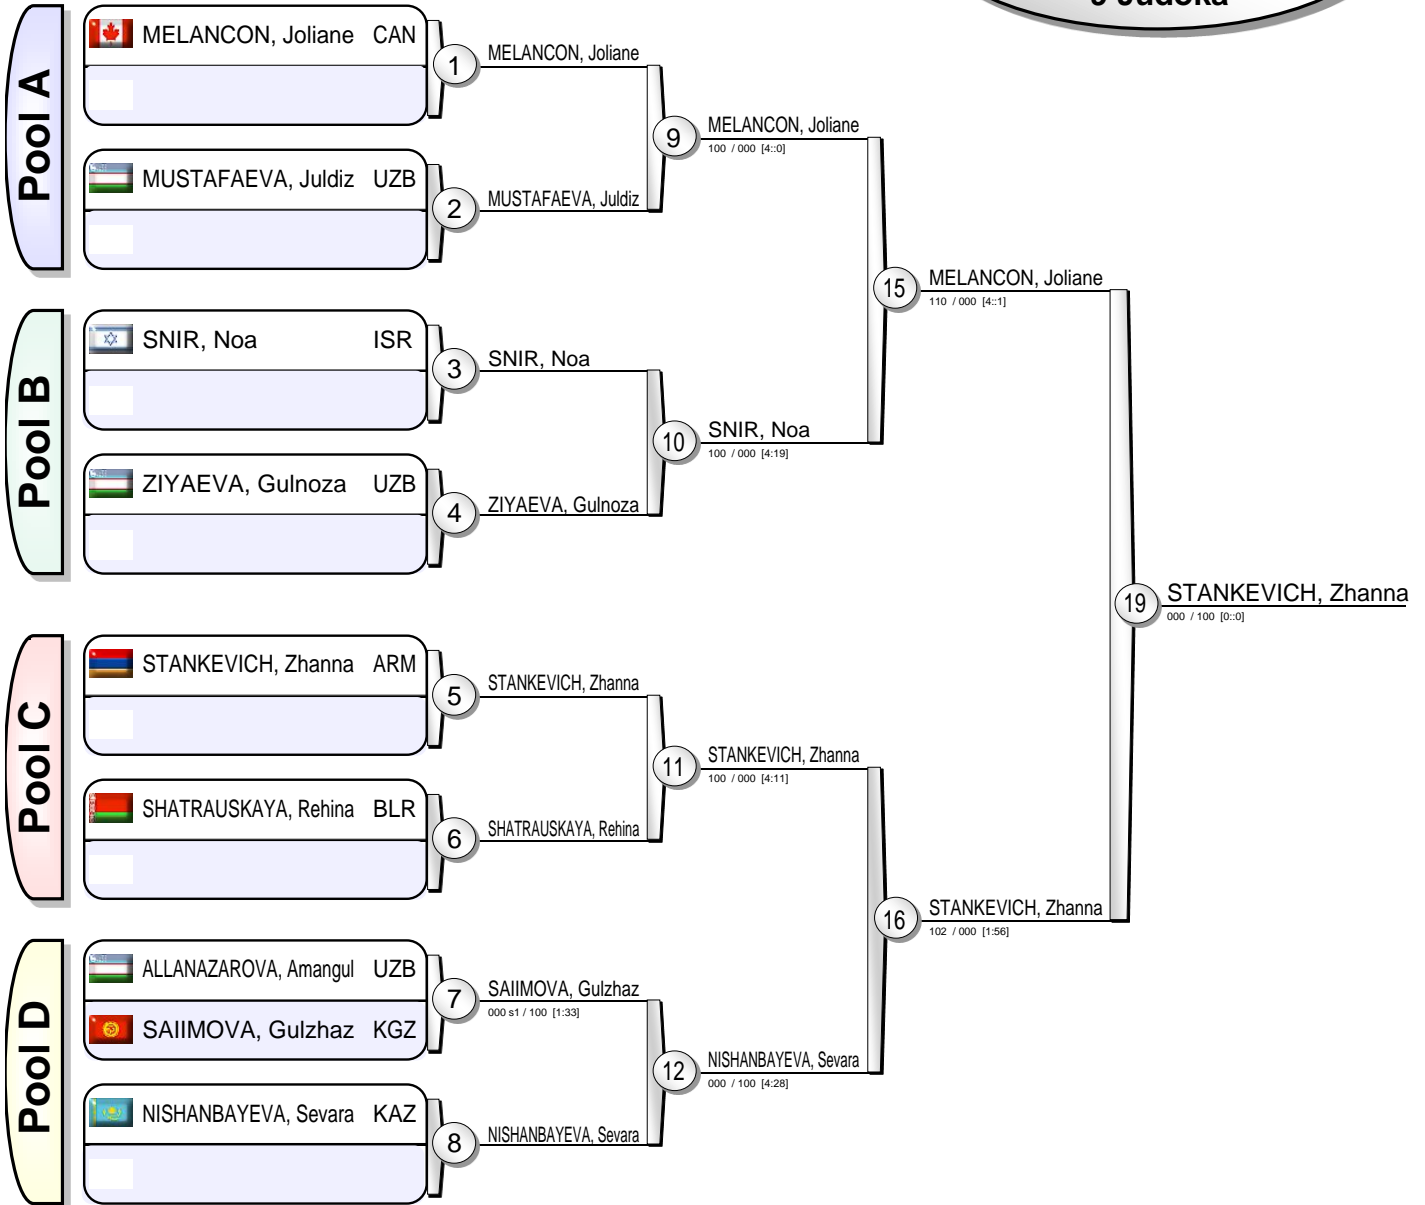 9 Judoka
Pool A
MELANCON, Joliane CAN
1
MELANCON, Joliane
MUSTAFAEVA, Juldiz UZB
2
MUSTAFAEVA, Juldiz
9
MELANCON, Joliane
100 / 000 [4::0]
Pool B
SNIR, Noa ISR
3
SNIR, Noa
ZIYAEVA, Gulnoza UZB
4
ZIYAEVA, Gulnoza
10
SNIR, Noa
100 / 000 [4:19]
15
MELANCON, Joliane
110 / 000 [4::1]
Pool C
STANKEVICH, Zhanna ARM
5
STANKEVICH, Zhanna
SHATRAUSKAYA, Rehina BLR
6
SHATRAUSKAYA, Rehina
11
STANKEVICH, Zhanna
100 / 000 [4:11]
Pool D
ALLANAZAROVA, Amangul UZB
SAIIMOVA, Gulzhaz KGZ
7
SAIIMOVA, Gulzhaz
000 s1 / 100 [1:33]
NISHANBAYEVA, Sevara KAZ
8
NISHANBAYEVA, Sevara
12
NISHANBAYEVA, Sevara
000 / 100 [4:28]
16
STANKEVICH, Zhanna
102 / 000 [1:56]
19
STANKEVICH, Zhanna
000 / 100 [0::0]